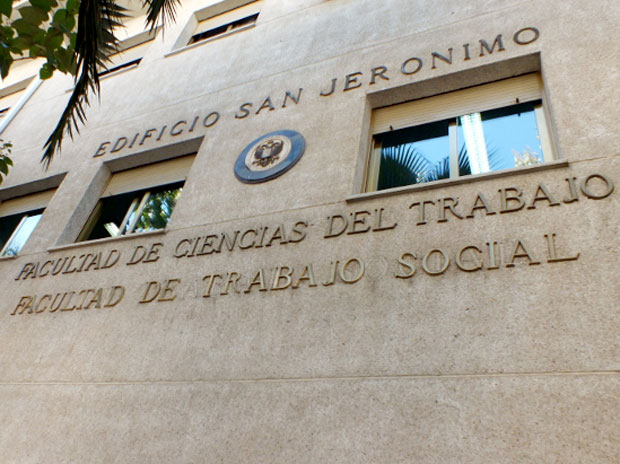 EDIFICIO SAN JERONIMO
FACULTAD DE CIENCIAS DEL TRABAJO
FACULTAD DE TRABAJO SOCIAL